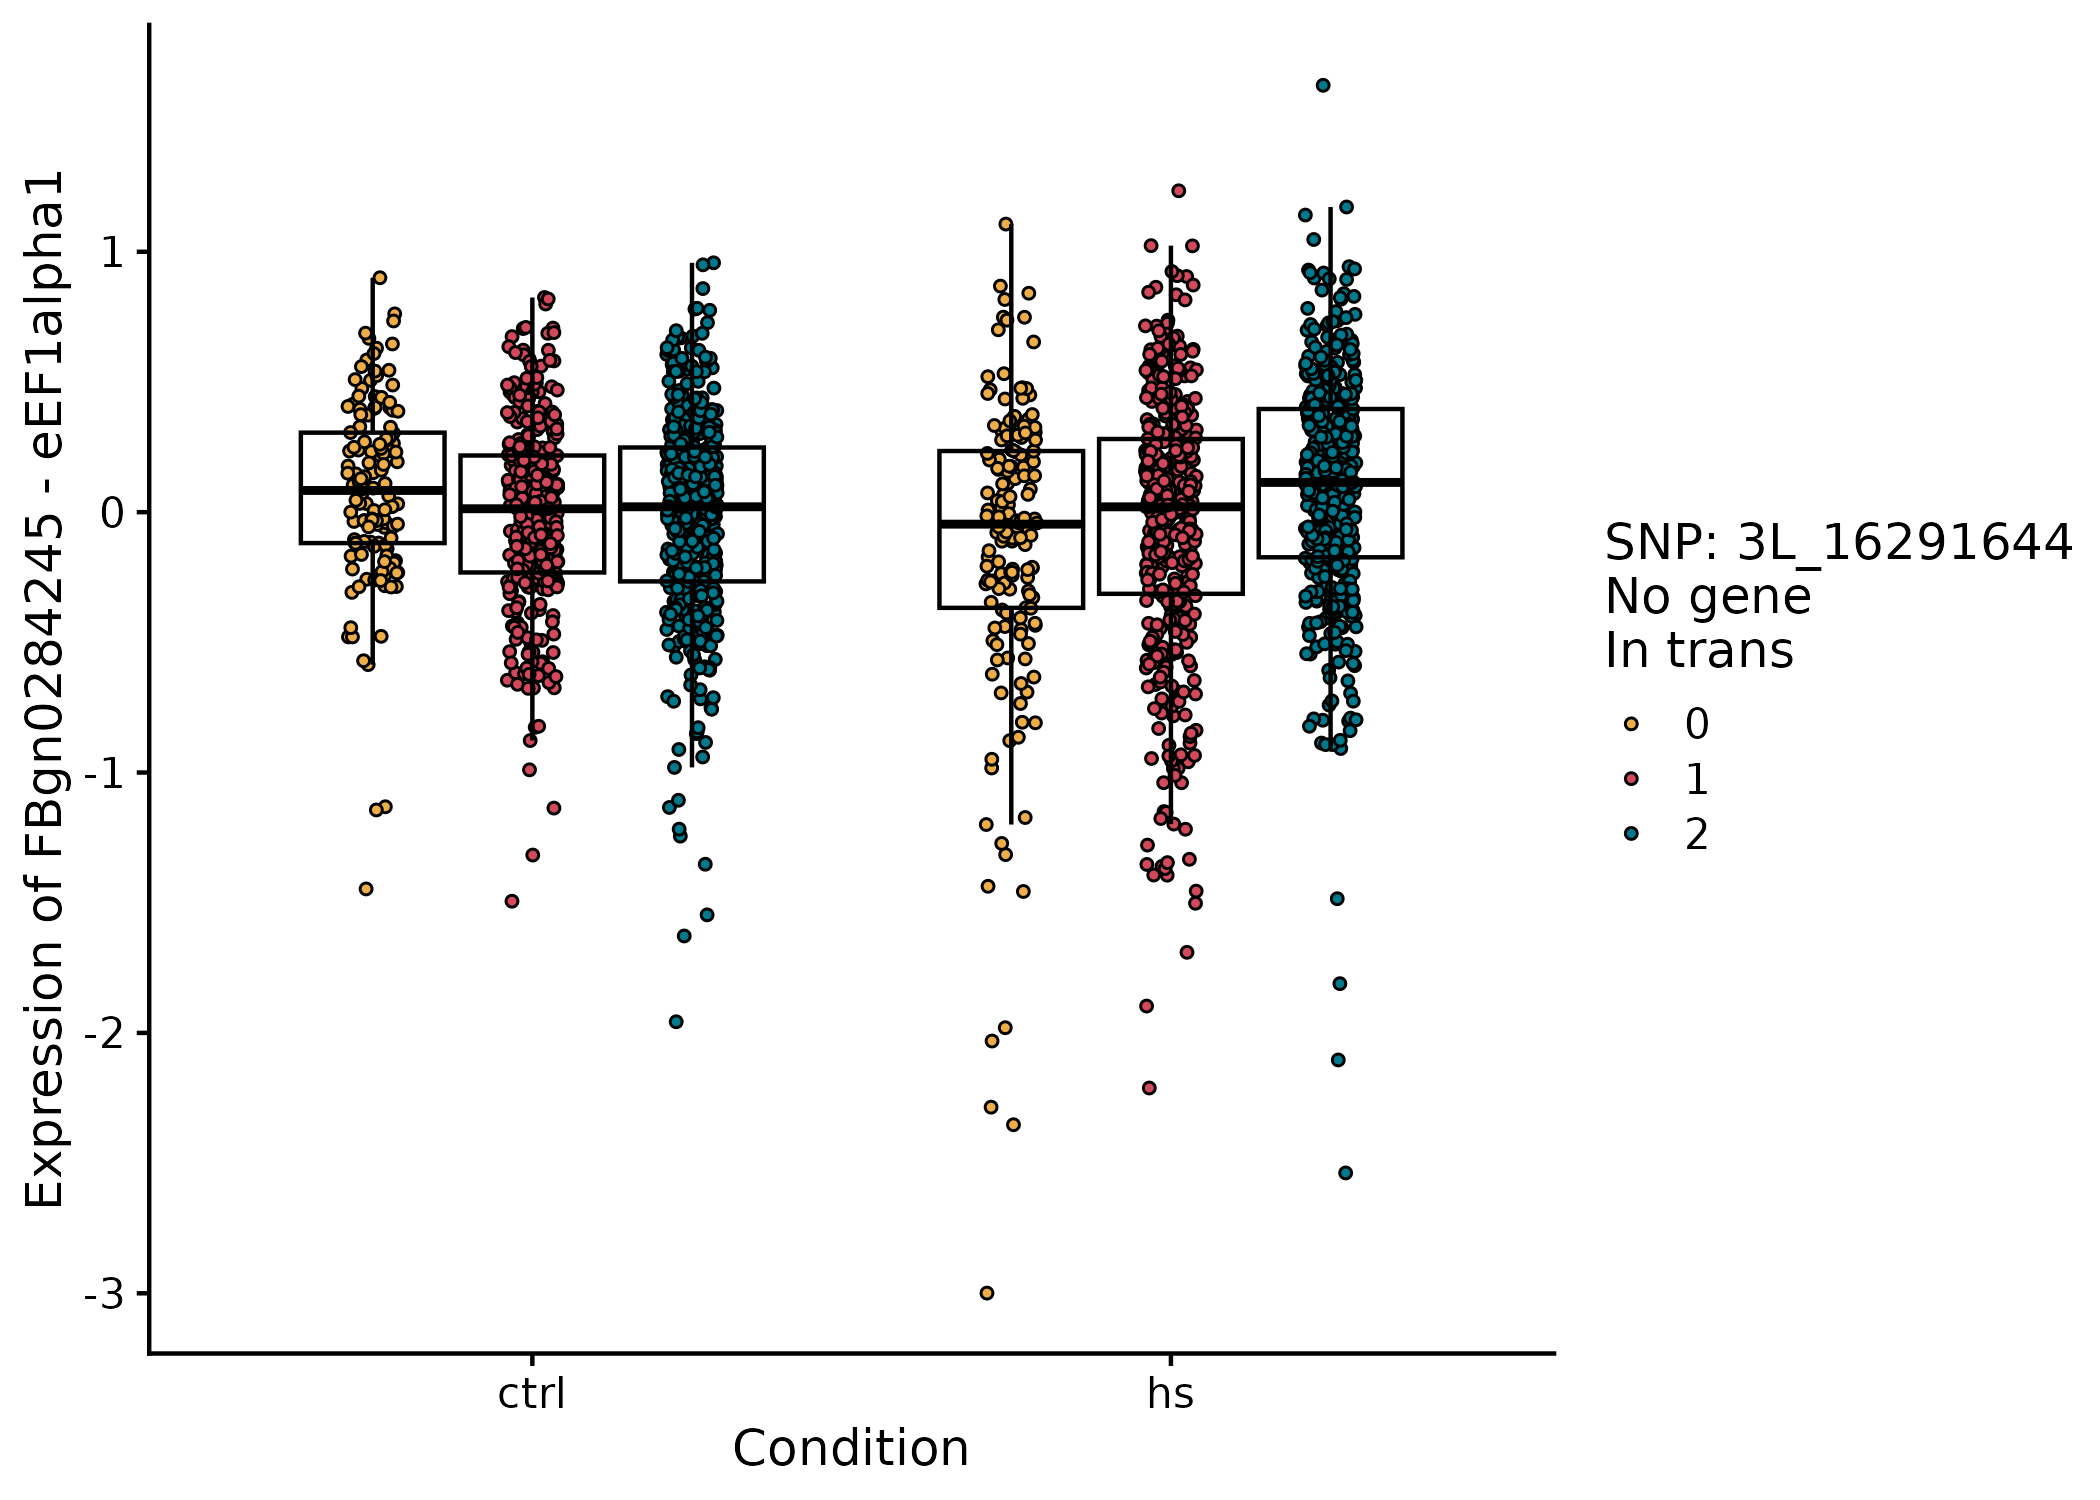 Expression of FBgn0284245 - eEF1alpha1
1
0
-1
-2
-3
ctrl
hs
Condition
SNP: 3L_16291644
No gene
In trans
0
1
2